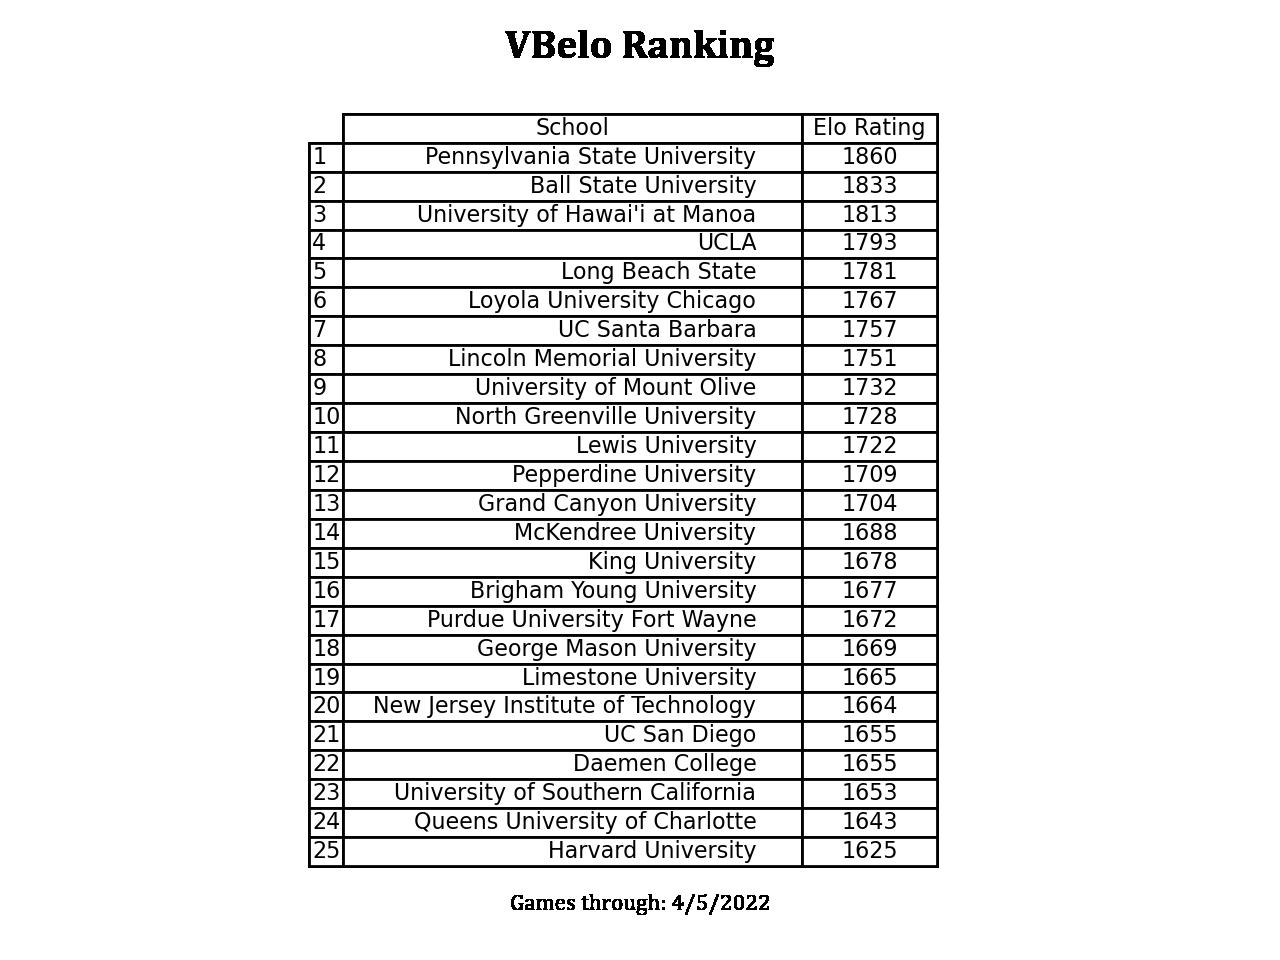 VBelo Ranking
School Elo Rating
1 Pennsylvania State University 1860
2 Ball State University 1833
3 University of Hawai'i at Manoa 1813
4 UCLA 1793
5 Long Beach State 1781
6 Loyola University Chicago 1767
7 UC Santa Barbara 1757
8 Lincoln Memorial University 1751
9 University of Mount Olive 1732
10 North Greenville University 1728
11 Lewis University 1722
12 Pepperdine University 1709
13 Grand Canyon University 1704
14 McKendree University 1688
15 King University 1678
16 Brigham Young University 1677
17 Purdue University Fort Wayne 1672
18 George Mason University 1669
19 Limestone University 1665
20 New Jersey Institute of Technology 1664
21 UC San Diego 1655
22 Daemen College 1655
23 University of Southern California 1653
24 Queens University of Charlotte 1643
25 Harvard University 1625
Games through: 4/5/2022